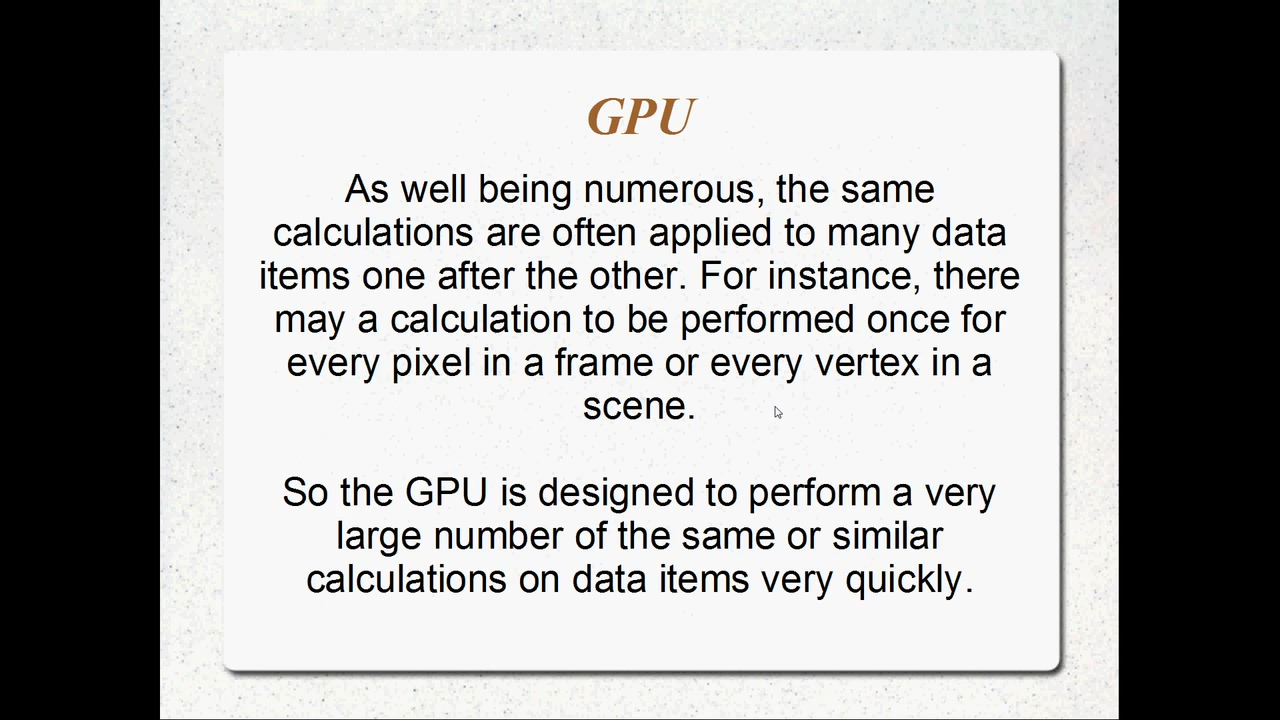 GPU
As well being numerous, the same
calculations are often applied to many data
items one after the other. For instance, there
may a calculation to be performed once for
every pixel in a frame or every vertex in a
scene.
So the GPU is designed to perform a very
large number of the same or similar
calculations on data items very quickly.